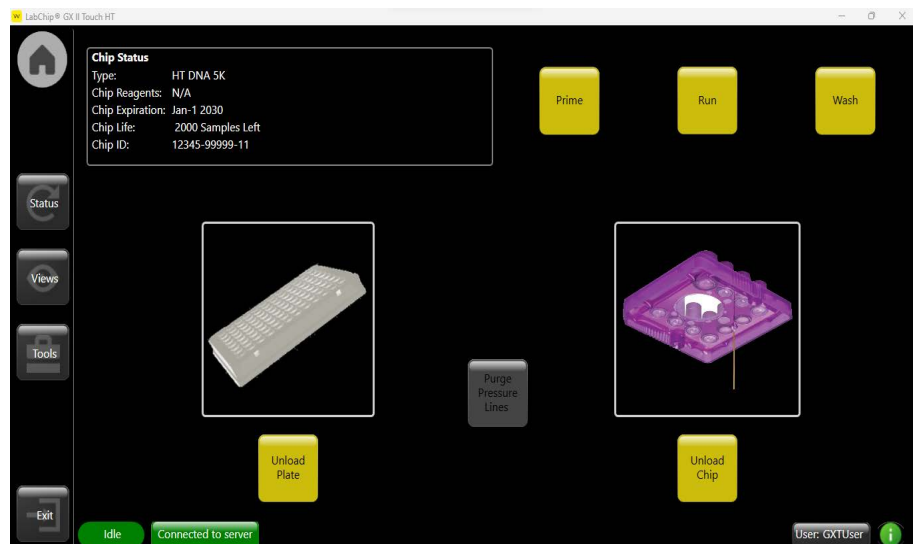 LabChip® GX II Touch HT
Chip Status
Type: HT DNA 5K
Chip Reagents: N/A
Chip Expiration: Jan-1 2030
Chip Life: 2000 Samples Left
Chip ID: 12345-99999-11
Prime
Run
Wash
Status
Views
Tools
Purge
Pressure
Lines
Unload
Plate
Unload
Chip
Exit
Idle
Connected to server
User: GXTUser
i